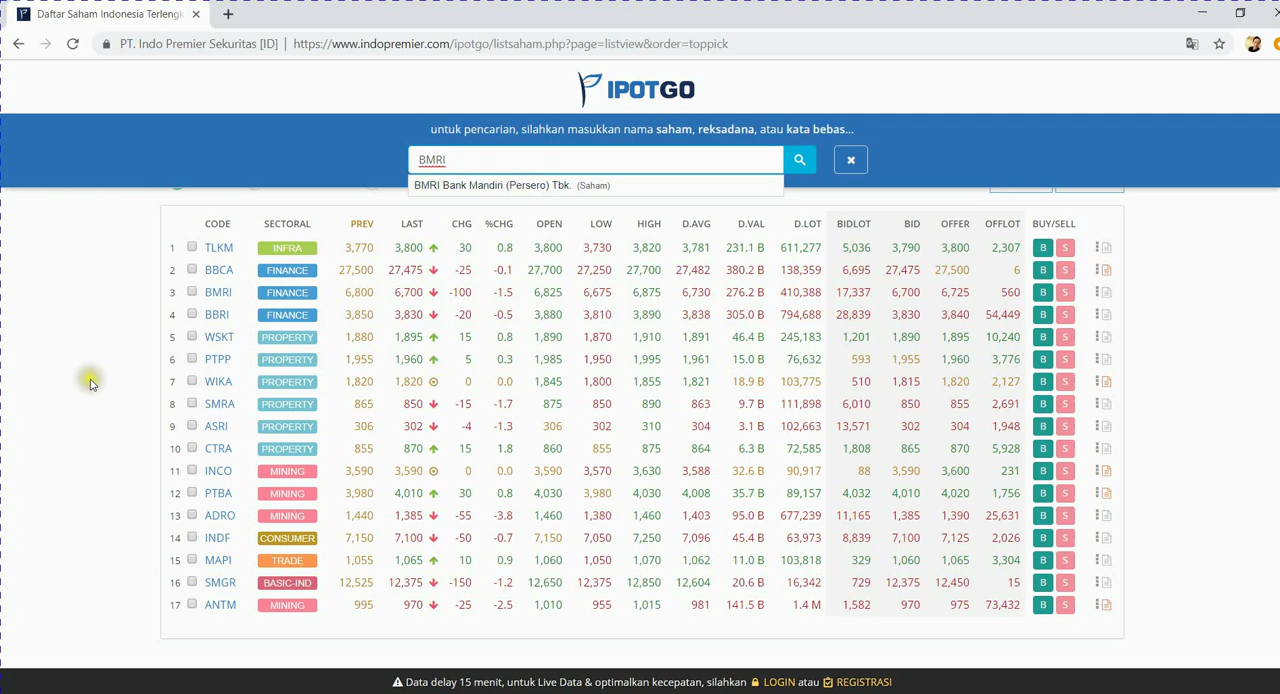 Daftar Saham Indonesia Terlengk
PT. Indo Premier Sekuritas [ID] | https://www.indopremier.com/ipotgo/listsaham.php?page=listview&order=toppick
IPOTGO
untuk pencarian, silahkan masukkan nama saham, reksadana, atau kata bebas...
BMRI
BMRI Bank Mandiri (Persero) Tbk. (Saham)
CODE SECTORAL PREV LAST CHG %CHG OPEN LOW HIGH D.AVG D.VAL D.LOT BIDLOT BID OFFER OFFLOT BUY/SELL
1 TLKM INFRA 3,770 3,800 30 0.8 3,800 3,730 3,820 3,781 231.1 B 611,277 5,036 3,790 3,800 2,307 B S
2 BBCA FINANCE 27,500 27,475 -25 -0.1 27,700 27,250 27,700 27,482 380.2 B 138,359 6,695 27,475 27,500 6 B S
3 BMRI FINANCE 6,800 6,700 -100 -1.5 6,825 6,675 6,875 6,730 276.2 B 410,388 17,337 6,700 6,725 560 B S
4 BBRI FINANCE 3,850 3,830 -20 -0.5 3,880 3,810 3,890 3,838 305.0 B 794,688 28,839 3,830 3,840 54,449 B S
5 WSKT PROPERTY 1,880 1,895 15 0.8 1,890 1,870 1,910 1,891 46.4 B 245,183 1,201 1,890 1,895 10,240 B S
6 PTPP PROPERTY 1,955 1,960 5 0.3 1,985 1,950 1,995 1,961 15.0 B 76,632 593 1,955 1,960 3,776 B S
7 WIKA PROPERTY 1,820 1,820 0 0.0 1,845 1,800 1,855 1,821 18.9 B 103,775 510 1,815 1,820 2,127 B S
8 SMRA PROPERTY 865 850 -15 -1.7 875 850 890 863 9.7 B 111,898 6,010 850 855 2,691 B S
9 ASRI PROPERTY 306 302 -4 -1.3 306 302 310 304 3.1 B 102,663 13,571 302 304 1,948 B S
10 CTRA PROPERTY 855 870 15 1.8 860 855 875 864 6.3 B 72,585 1,808 865 870 5,928 B S
11 INCO MINING 3,590 3,590 0 0.0 3,590 3,570 3,630 3,588 32.6 B 90,917 88 3,590 3,600 231 B S
12 PTBA MINING 3,980 4,010 30 0.8 4,030 3,980 4,030 4,008 35.7 B 89,157 4,032 4,010 4,020 1,756 B S
13 ADRO MINING 1,440 1,385 -55 -3.8 1,460 1,380 1,460 1,403 95.0 B 677,239 11,165 1,385 1,390 25,631 B S
14 INDF CONSUMER 7,150 7,100 -50 -0.7 7,150 7,050 7,250 7,096 45.4 B 63,973 8,839 7,100 7,125 2,026 B S
15 MAPI TRADE 1,055 1,065 10 0.9 1,060 1,050 1,070 1,062 11.0 B 103,818 329 1,060 1,065 3,304 B S
16 SMGR BASIC-IND 12,525 12,375 -150 -1.2 12,650 12,375 12,850 12,604 20.6 B 16,342 729 12,375 12,450 15 B S
17 ANTM MINING 995 970 -25 -2.5 1,010 955 1,015 981 141.5 B 1.4 M 1,582 970 975 73,432 B S
Data delay 15 menit, untuk Live Data & optimalkan kecepatan, silahkan LOGIN atau REGISTRASI